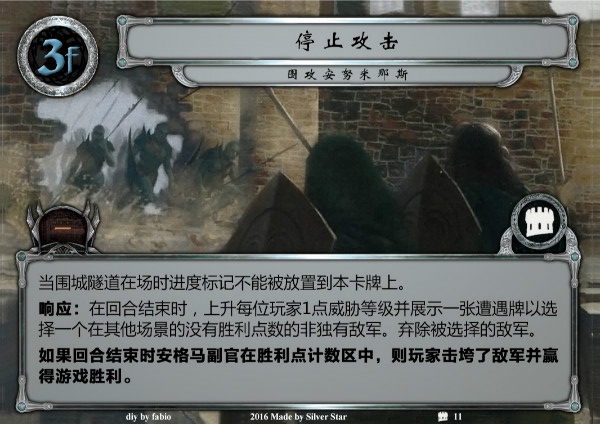 3F
停止攻击
围攻安努米那斯
当围城隧道在场时进度标记不能被放置到本卡牌上。
响应：在回合结束时，上升每位玩家1点威胁等级并展示一张遭遇牌以选
择一个在其他场景的没有胜利点数的非独有敌军。弃除被选择的敌军。
如果回合结束时安格马副官在胜利点计数区中，则玩家击垮了敌军并赢
得游戏胜利。
diy by fabio 2016 Made by Silver Star 11